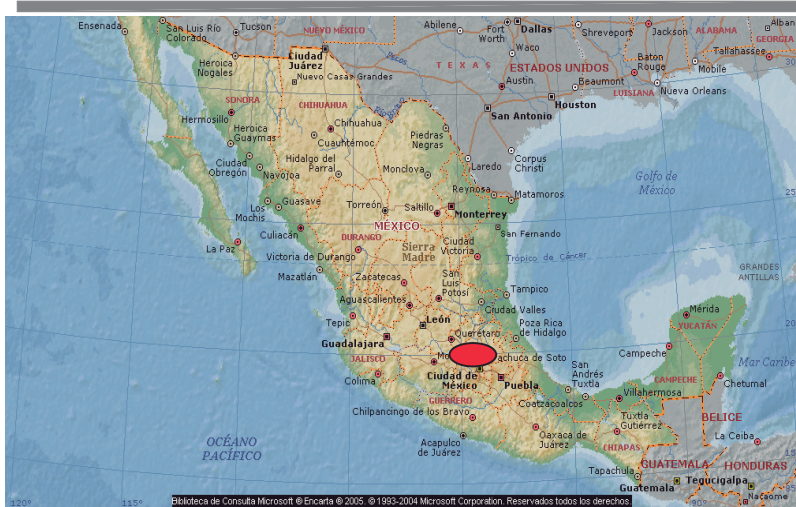 Ensenada
San Luis Río
Colorado
Tucson
NUEVO MÉXICO
Abilene
Fort
Worth
Dallas
Shreveport
Jackson
ALABAMA
Alban
GEORGIA
Heroica
Nogales
Ciudad
Juárez
Pecos
Waco
Baton
Rouge
Mobile
Tallahassee
Nuevo Casas Grandes
TEXAS
ESTADOS UNIDOS
Austin
Beaumont
LUISIANA
Nueva Orleans
30
SONORA
CHIHUAHUA
Houston
San Antonio
Hermosillo
Chihuahua
Heroica
Guaymas
Cuauhtémoc
Piedras
Negras
Ciudad
Obregón
Hidalgo del
Parral
Monclova
Laredo
Corpus
Christi
Navojoa
Golfo de
México
25
Los
Mochis
Guasave
Torreón
Saltillo
Reynosa
Matamoros
Monterrey
Culiacán
MÉXICO
San Fernando
La Paz
DURANGO
Sierra
Madre
Ciudad
Victoria
Victoria de Durango
Trópico de Cáncer
GRANDES
ANTILLAS
Mazatlán
Zacatecas
San
Luis
Potosí
Tampico
Aguascalientes
Ciudad Valles
Mérida
Tepic
León
Querétaro
Poza Rica
de Hidalgo
YUCATÁN
Guadalajara
JALISCO
Mo
achuca de Soto
Campeche
Mar Caribe
Colima
Ciudad de
México
Puebla
San
Andrés
Tuxtla
CAMPECHE
Chetumal
GUERRERO
Coatzacoalcos
Villahermosa
Chilpancingo de los Bravo
Tuxtla
Gutiérrez
BELICE
OCÉANO
PACÍFICO
Acapulco
de Juárez
Oaxaca de
Juárez
CHIAPAS
La Ceiba
Tapachula
GUATEMALA
HONDURAS
Guatemala
Tegucigalpa
Nacaome
120°
115°
90°
Biblioteca de Consulta Microsoft ® Encarta ® 2005. © 1993-2004 Microsoft Corporation. Reservados todos los derechos.